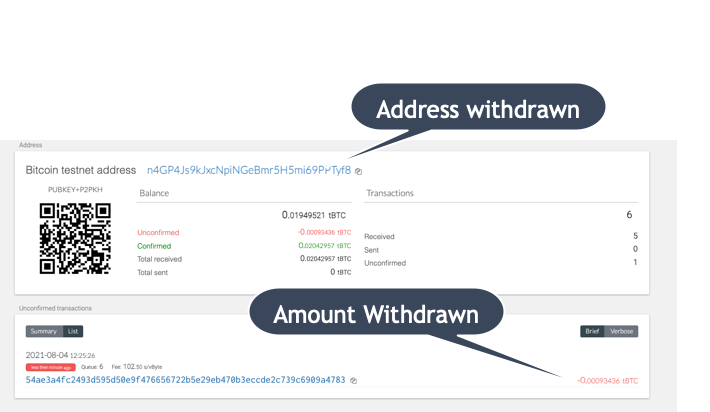 Address withdrawn
Address
Bitcoin testnet address n4GP4Js9kJxcNpiNGeBmr5H5mi69PrTyf8
PUBKEY+P2PKH
Balance
Transactions
0.01949521 tBTC
6
Unconfirmed -0.00093436 tBTC
Received 5
Confirmed 0.02042957 tBTC
Sent 0
Total received 0.02042957 tBTC
Unconfirmed 1
Total sent 0 tBTC
Unconfirmed transactions
Amount Withdrawn
Summary List
Brief Verbose
2021-08-04 12:25:26
less then minute ago Queue: 6 Fee: 102.50 s/vByte
54ae3a4fc2493d595d50e9f476656722b5e29eb470b3eccde2c739c6909a4783
-0.00093436 tBTC